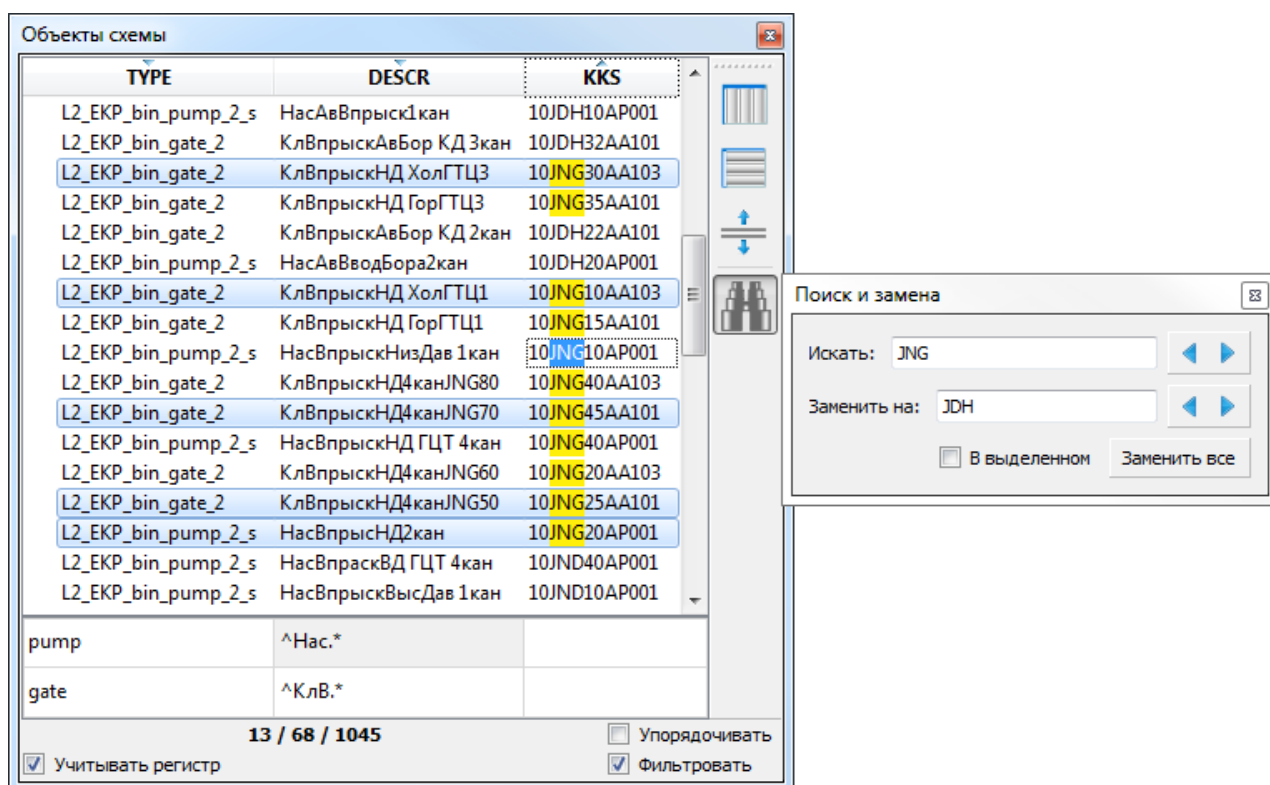 Объекты схемы
TYPE DESCR KKS
L2_EKP_bin_pump_2_s НасАвВпрыск1кан 10JDH10AP001
L2_EKP_bin_gate_2 КлВпрыскАвБор КД 3кан 10JDH32AA101
L2_EKP_bin_gate_2 КлВпрыскНД ХолГТЦ3 10JNG30AA103
L2_EKP_bin_gate_2 КлВпрыскНД ГорГТЦ3 10JNG35AA101
L2_EKP_bin_gate_2 КлВпрыскАвБор КД 2кан 10JDH22AA101
L2_EKP_bin_pump_2_s НасАвВводБора2кан 10JDH20AP001
L2_EKP_bin_gate_2 КлВпрыскНД ХолГТЦ1 10JNG10AA103
L2_EKP_bin_gate_2 КлВпрыскНД ГорГТЦ1 10JNG15AA101
L2_EKP_bin_pump_2_s НасВпрыскНизДав 1кан 10JNG10AP001
L2_EKP_bin_gate_2 КлВпрыскНД4канJNG80 10JNG40AA103
L2_EKP_bin_gate_2 КлВпрыскНД4канJNG70 10JNG45AA101
L2_EKP_bin_pump_2_s НасВпрыскНД ГЦТ 4кан 10JNG40AP001
L2_EKP_bin_gate_2 КлВпрыскНД4канJNG60 10JNG20AA103
L2_EKP_bin_gate_2 КлВпрыскНД4канJNG50 10JNG25AA101
L2_EKP_bin_pump_2_s НасВпрысНД2кан 10JNG20AP001
L2_EKP_bin_pump_2_s НасВпраскВД ГЦТ 4кан 10JND40AP001
L2_EKP_bin_pump_2_s НасВпрыскВысДав 1кан 10JND10AP001
pump ^Нас.*
gate ^КлВ.*
13 / 68 / 1045 Упорядочивать
Учитывать регистр Фильтровать
Поиск и замена
Искать: JNG
Заменить на: JDH
В выделенном Заменить все